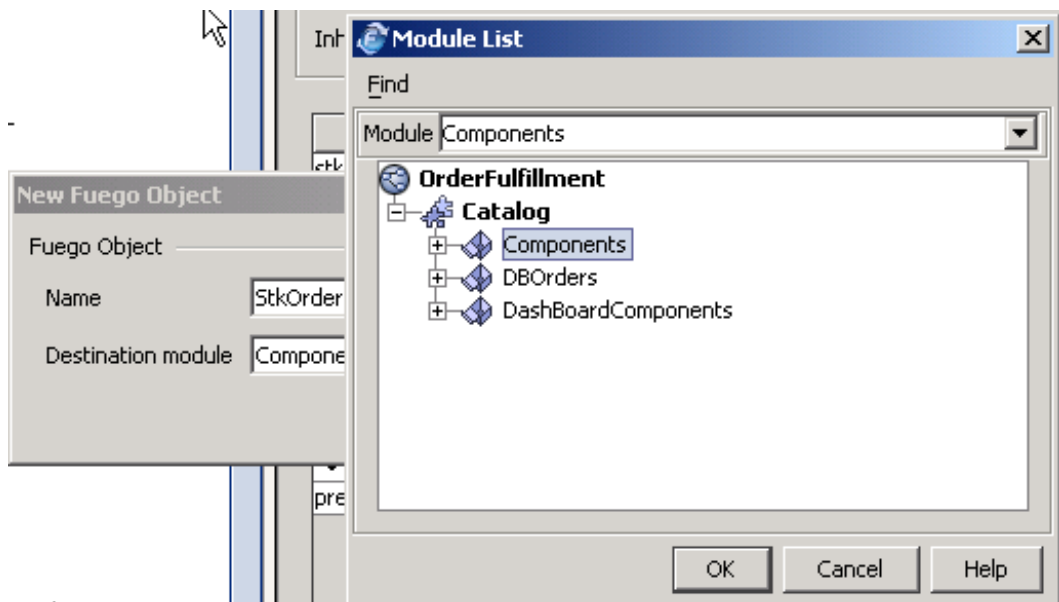 Module List
Find
Module Components
OrderFulfillment
Catalog
Components
DBOrders
DashBoardComponents
OK Cancel Help
New Fuego Object
Fuego Object
Name StkOrder
Destination module Compone
Inh
stk
pre